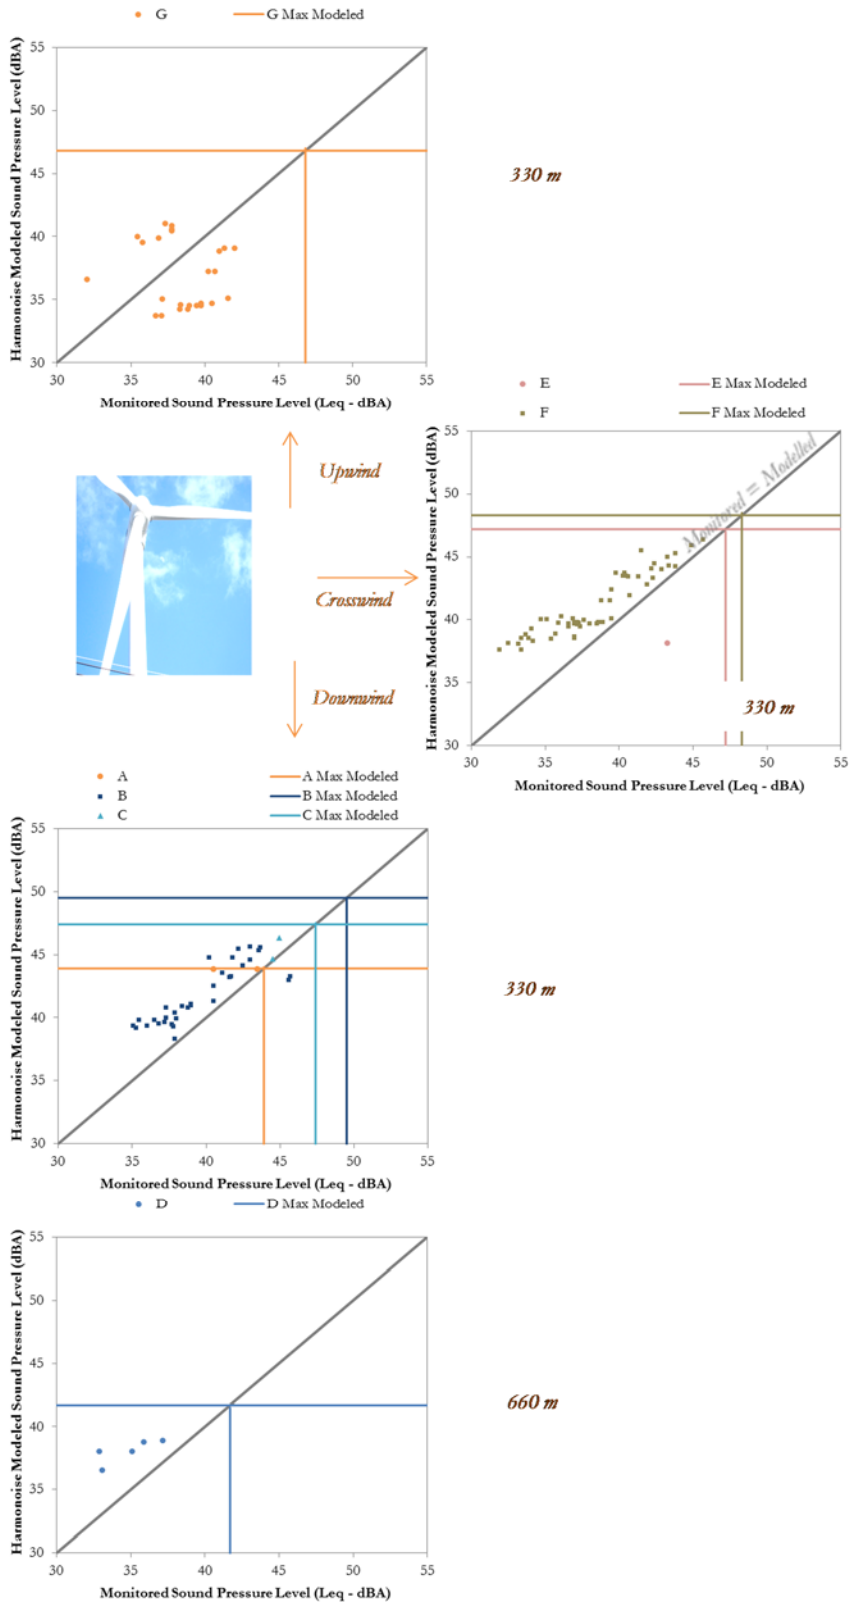 G G Max Modeled
Harmonoise Modeled Sound Pressure Level (dBA)
55
50
45
40
35
30
30 35 40 45 50 55
Monitored Sound Pressure Level (Leq - dBA)
330 m
E E Max Modeled
F F Max Modeled
Harmonoise Modeled Sound Pressure Level (dBA)
55
50
45
40
35
30
Monitored = Modelled
330 m
30 35 40 45 50 55
Monitored Sound Pressure Level (Leq - dBA)
Upwind
Crosswind
Downwind
A A Max Modeled
B B Max Modeled
C C Max Modeled
Harmonoise Modeled Sound Pressure Level (dBA)
55
50
45
40
35
30
30 35 40 45 50 55
Monitored Sound Pressure Level (Leq - dBA)
330 m
D D Max Modeled
Harmonoise Modeled Sound Pressure Level (dBA)
55
50
45
40
35
30
30 35 40 45 50 55
Monitored Sound Pressure Level (Leq - dBA)
660 m